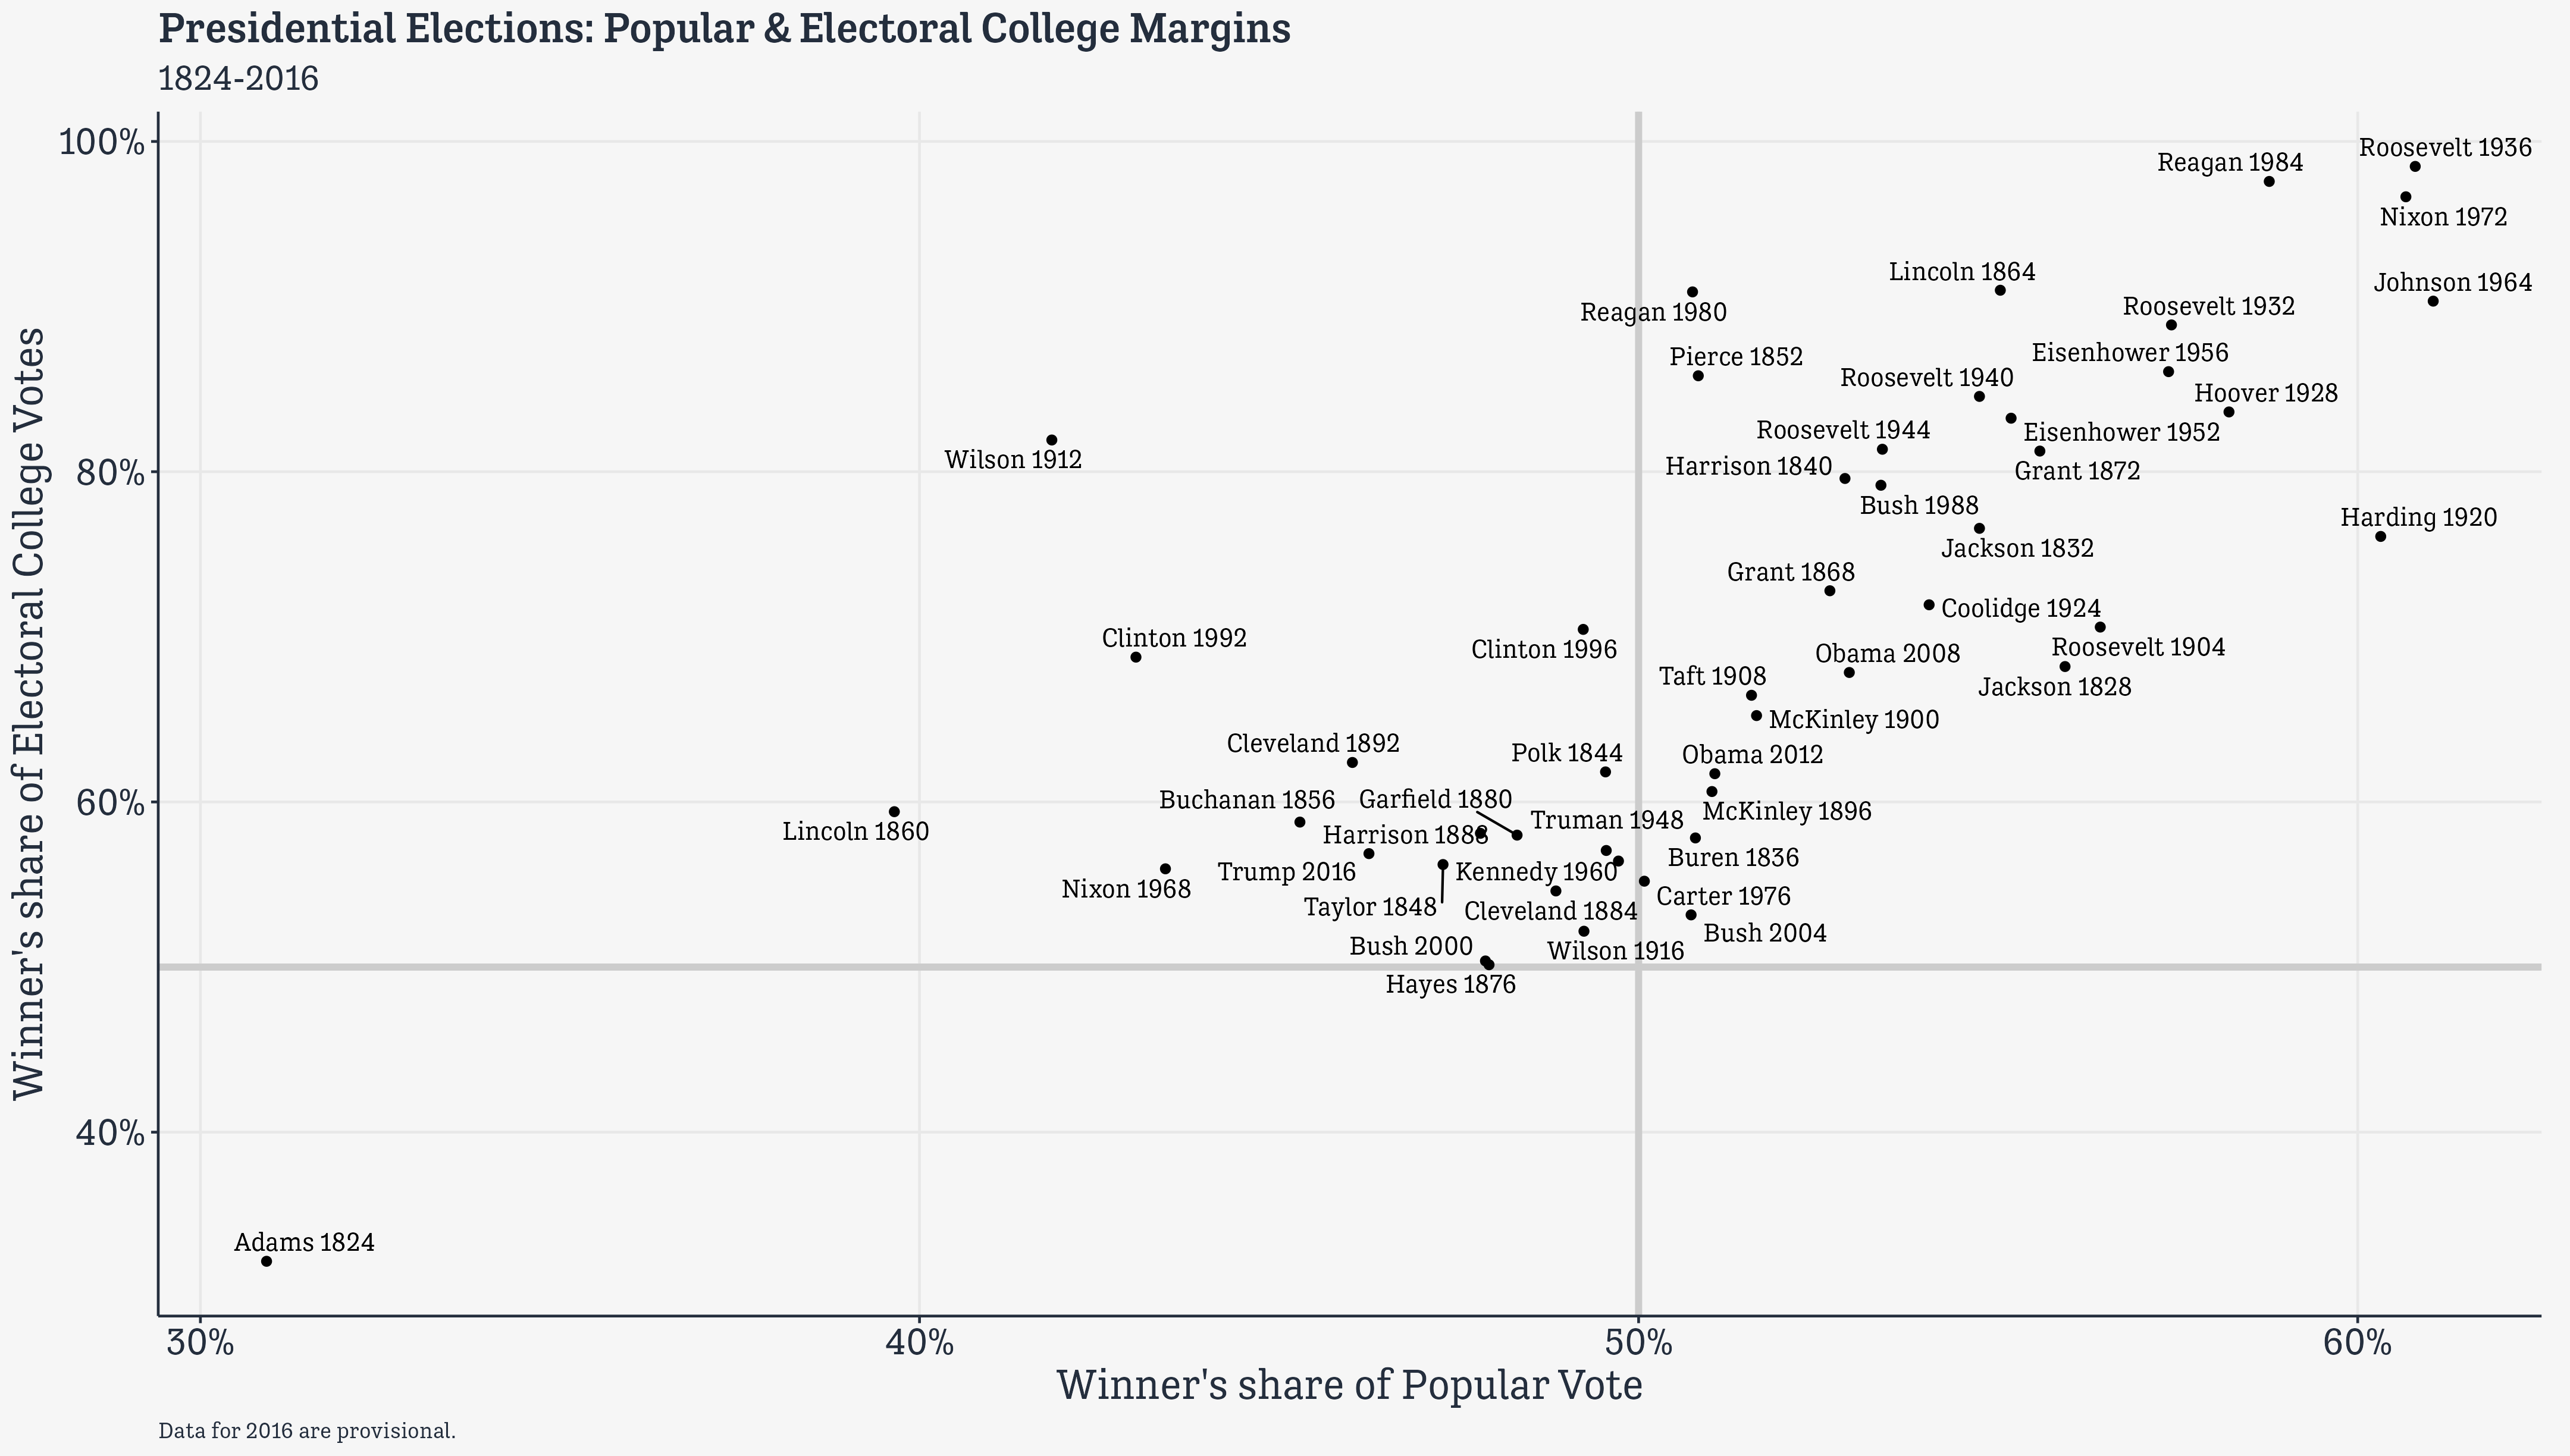 Presidential Elections: Popular & Electoral College Margins
1824-2016
100%
80%
60%
40%
Winner's share of Electoral College Votes
Roosevelt 1936
Reagan 1984
Nixon 1972
Lincoln 1864
Johnson 1964
Reagan 1980
Roosevelt 1932
Pierce 1852
Eisenhower 1956
Roosevelt 1940
Hoover 1928
Roosevelt 1944
Eisenhower 1952
Wilson 1912
Harrison 1840
Grant 1872
Bush 1988
Harding 1920
Jackson 1832
Grant 1868
Coolidge 1924
Clinton 1992
Clinton 1996
Roosevelt 1904
Obama 2008
Taft 1908
Jackson 1828
McKinley 1900
Cleveland 1892
Polk 1844
Obama 2012
Buchanan 1856
Garfield 1880
McKinley 1896
Lincoln 1860
Harrison 1888
Truman 1948
Buren 1836
Trump 2016
Kennedy 1960
Nixon 1968
Carter 1976
Taylor 1848
Cleveland 1884
Bush 2004
Bush 2000
Wilson 1916
Hayes 1876
Adams 1824
30%
40%
50%
60%
Winner's share of Popular Vote
Data for 2016 are provisional.